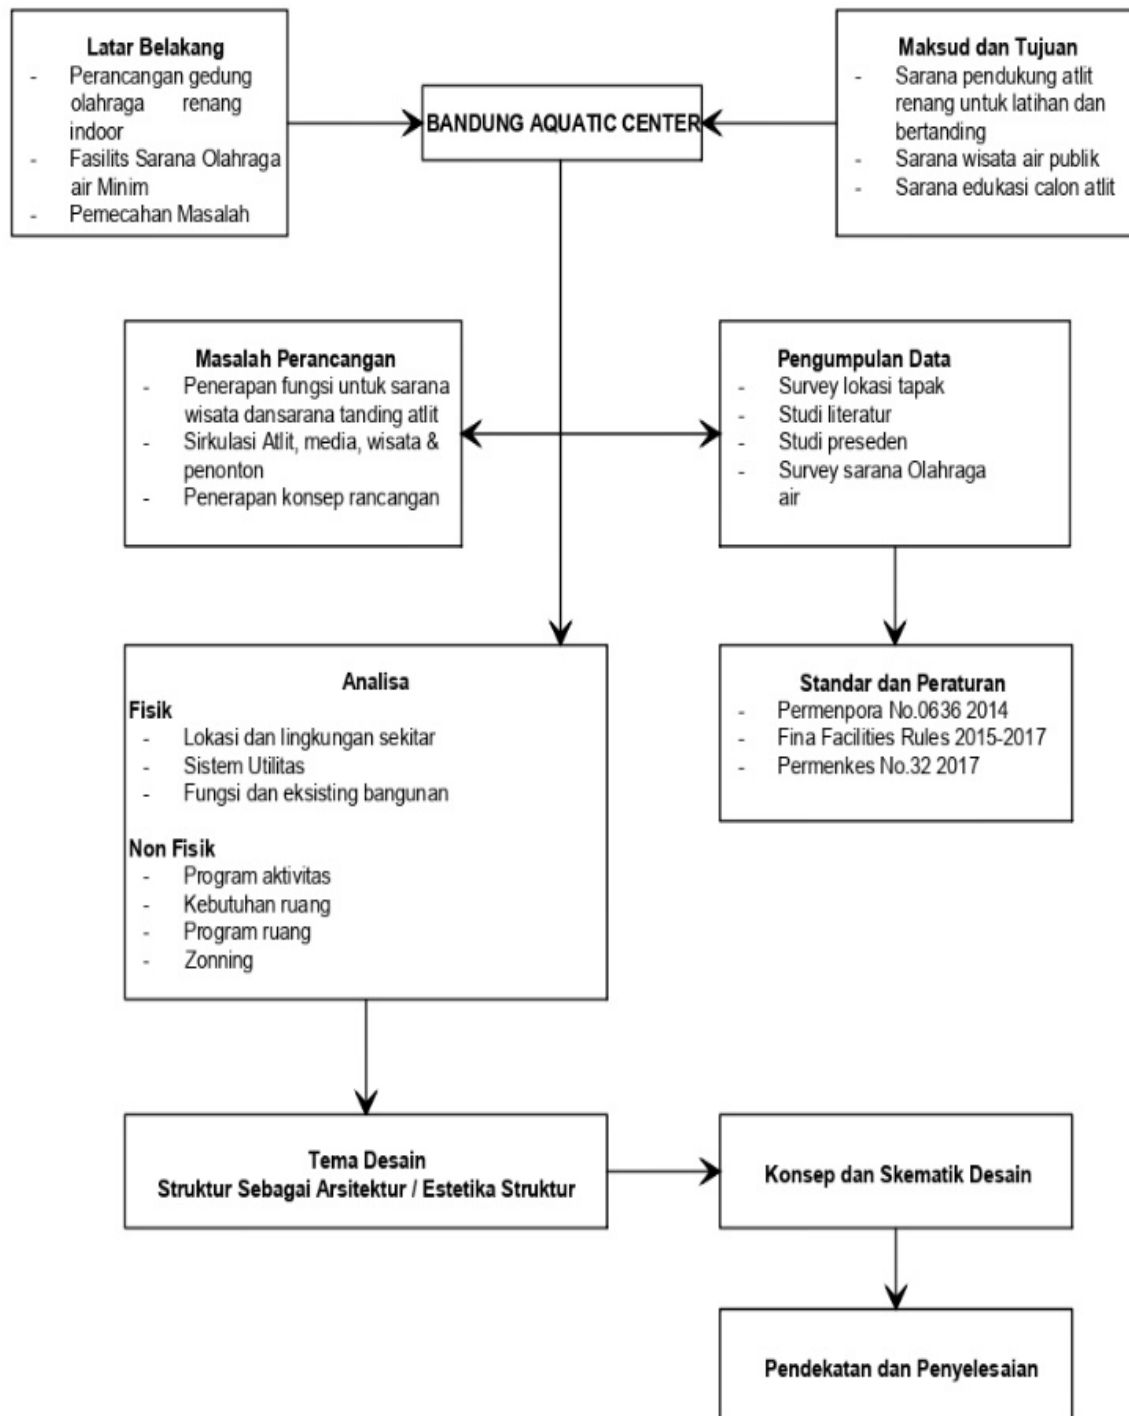 Latar Belakang
- Perancangan gedung
olahraga renang
indoor
- Fasilits Sarana Olahraga
air Minim
- Pemecahan Masalah
BANDUNG AQUATIC CENTER
Maksud dan Tujuan
- Sarana pendukung atlit
renang untuk latihan dan
bertanding
- Sarana wisata air publik
- Sarana edukasi calon atlit
Masalah Perancangan
- Penerapan fungsi untuk sarana
wisata dansarana tanding atlit
- Sirkulasi Atlit, media, wisata &
penonton
- Penerapan konsep rancangan
Pengumpulan Data
- Survey lokasi tapak
- Studi literatur
- Studi preseden
- Survey sarana Olahraga
air
Analisa
Fisik
- Lokasi dan lingkungan sekitar
- Sistem Utilitas
- Fungsi dan eksisting bangunan
Non Fisik
- Program aktivitas
- Kebutuhan ruang
- Program ruang
- Zonning
Standar dan Peraturan
- Permenpora No.0636 2014
- Fina Facilities Rules 2015-2017
- Permenkes No.32 2017
Tema Desain
Struktur Sebagai Arsitektur / Estetika Struktur
Konsep dan Skematik Desain
Pendekatan dan Penyelesaian